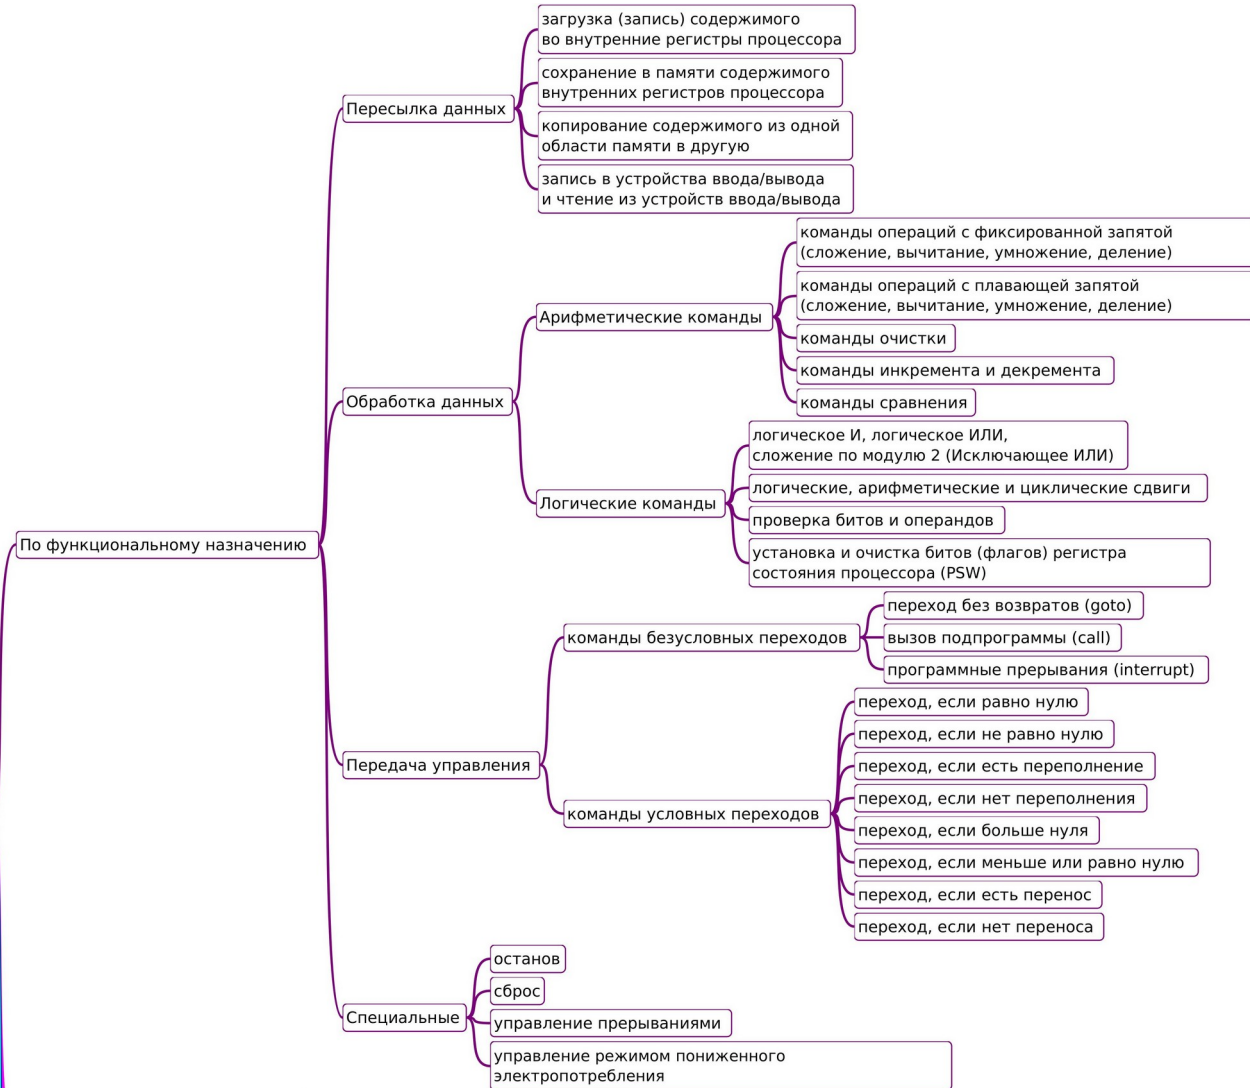 загрузка (запись) содержимого
во внутренние регистры процессора
сохранение в памяти содержимого
внутренних регистров процессора
Пересылка данных
копирование содержимого из одной
области памяти в другую
запись в устройства ввода/вывода
и чтение из устройств ввода/вывода
команды операций с фиксированной запятой
(сложение, вычитание, умножение, деление)
команды операций с плавающей запятой
(сложение, вычитание, умножение, деление)
Арифметические команды
команды очистки
команды инкремента и декремента
команды сравнения
Обработка данных
логическое И, логическое ИЛИ,
сложение по модулю 2 (Исключающее ИЛИ)
логические, арифметические и циклические сдвиги
Логические команды
проверка битов и операндов
установка и очистка битов (флагов) регистра
состояния процессора (PSW)
По функциональному назначению
переход без возвратов (goto)
команды безусловных переходов
вызов подпрограммы (call)
программные прерывания (interrupt)
переход, если равно нулю
переход, если не равно нулю
Передача управления
переход, если есть переполнение
переход, если нет переполнения
команды условных переходов
переход, если больше нуля
переход, если меньше или равно нулю
переход, если есть перенос
переход, если нет переноса
останов
сброс
Специальные
управление прерываниями
управление режимом пониженного
электропотребления